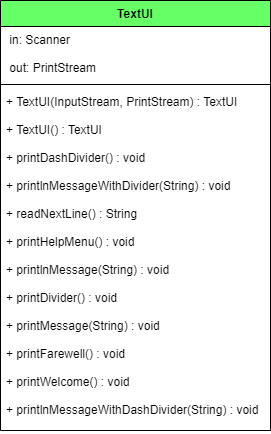 TextUI
in: Scanner
out: PrintStream
+ TextUI(InputStream, PrintStream) : TextUI
+ TextUI() : TextUI
+ printDashDivider() : void
+ printlnMessageWithDivider(String) : void
+ readNextLine() : String
+ printHelpMenu() : void
+ printlnMessage(String) : void
+ printDivider() : void
+ printMessage(String) : void
+ printFarewell() : void
+ printWelcome() : void
+ printlnMessageWithDashDivider(String) : void